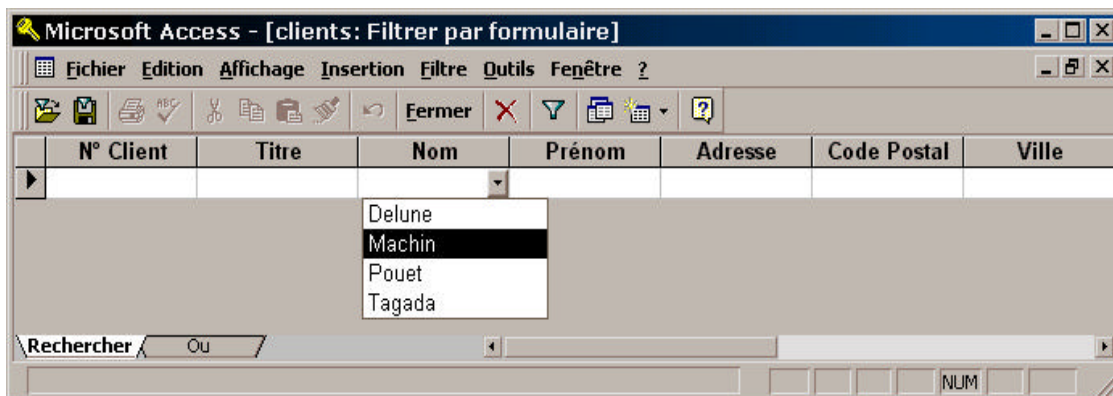 Microsoft Access - [clients: Filtrer par formulaire]
Fichier Edition Affichage Insertion Filtre Outils Fenêtre ?
ABC Fermer
N° Client Titre Nom Prénom Adresse Code Postal Ville
Delune
Machin
Pouet
Tagada
Rechercher Ou
NUM